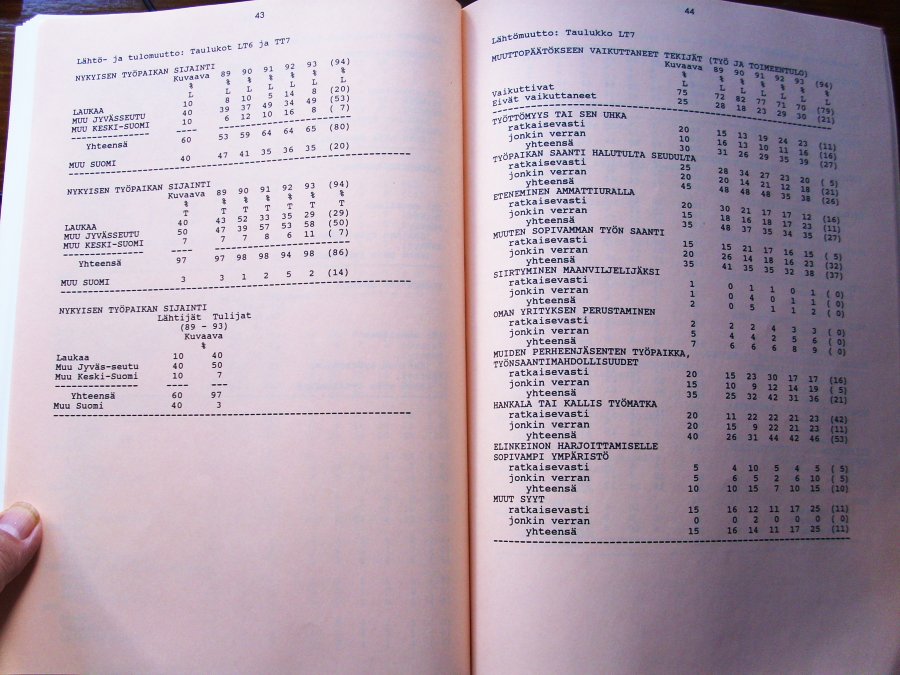 43
Lähtö- ja tulomuutto: Taulukot LT6 ja TT7
NYKYISEN TYÖPAIKAN SIJAINTI
Kuvaava 89 90 91 92 93 (94)
% % % % % % %
L L L L L L
LAUKAA 10 8 10 5 14 8 (20)
MUU JYVÄSSEUTU 40 39 37 49 34 49 (53)
MUU KESKI-SUOMI 10 6 12 10 16 8 ( 7)
Yhteensä 60 53 59 64 64 65 (80)
MUU SUOMI 40 47 41 35 36 35 (20)
NYKYISEN TYÖPAIKAN SIJAINTI
Kuvaava 89 90 91 92 93 (94)
% % % % % % %
T T T T T T
LAUKAA 40 43 52 33 35 29 (29)
MUU JYVÄSSEUTU 50 47 39 57 53 58 (50)
MUU KESKI-SUOMI 7 7 7 8 6 11 ( 7)
Yhteensä 97 97 98 98 94 98 (86)
MUU SUOMI 3 3 1 2 5 2 (14)
NYKYISEN TYÖPAIKAN SIJAINTI
Lähtijät Tulijat
(89 - 93)
Kuvaava
%
Laukaa 10 40
Muu Jyväs-seutu 40 50
Muu Keski-Suomi 10 7
Yhteensä 60 97
Muu Suomi 40 3
44
Lähtömuutto: Taulukko LT7
MUUTTOPÄÄTÖKSEEN VAIKUTTANEET TEKIJÄT (TYÖ JA TOIMEENTULO)
Kuvaava 89 90 91 92 93 (94)
% % % % % % %
L L L L L L
Vaikuttivat 75 72 82 77 71 70 (79)
Eivät vaikuttaneet 25 28 18 23 29 30 (21)
TYÖTTÖMYYS TAI SEN UHKA
ratkaisevasti 20 15 13 19 24 23 (11)
jonkin verran 10 16 13 10 11 16 (16)
yhteensä 30 31 26 29 35 39 (27)
TYÖPAIKAN SAANTI HALUTULTA SEUDULTA
ratkaisevasti 25 28 34 27 23 20 ( 5)
jonkin verran 20 20 14 21 12 18 (21)
yhteensä 45 48 48 48 35 38 (26)
ETENEMINEN AMMATTIURALLA
ratkaisevasti 20 30 21 17 17 12 (16)
jonkin verran 15 18 16 18 17 23 (11)
yhteensä 35 48 37 35 34 35 (27)
MUUTEN SOPIVAMMAN TYÖN SAANTI
ratkaisevasti 15 15 21 17 16 15 ( 5)
jonkin verran 20 26 14 18 16 23 (32)
yhteensä 35 41 35 35 32 38 (37)
SIIRTYMINEN MAANVILJELIJÄKSI
ratkaisevasti 1 0 1 1 0 1 ( 0)
jonkin verran 1 0 4 0 1 1 ( 0)
yhteensä 2 0 5 1 1 2 ( 0)
OMAN YRITYKSEN PERUSTAMINEN
ratkaisevasti 2 2 2 4 3 3 ( 0)
jonkin verran 5 4 4 2 5 6 ( 0)
yhteensä 7 6 6 6 8 9 ( 0)
MUIDEN PERHEENJÄSENTEN TYÖPAIKKA,
TYÖNSAANTIMAHDOLLISUUDET
ratkaisevasti 20 15 23 30 17 17 (16)
jonkin verran 15 10 9 12 14 19 ( 5)
yhteensä 35 25 32 42 31 36 (21)
HANKALA TAI KALLIS TYÖMATKA
ratkaisevasti 20 11 22 22 21 23 (42)
jonkin verran 20 15 9 22 21 23 (11)
yhteensä 40 26 31 44 42 46 (53)
ELINKEINON HARJOITTAMISELLE
SOPIVAMPI YMPÄRISTÖ
ratkaisevasti 5 4 10 5 4 5 ( 5)
jonkin verran 5 6 5 2 6 10 ( 5)
yhteensä 10 10 15 7 10 15 (10)
MUUT SYYT
ratkaisevasti 15 16 12 11 17 25 (11)
jonkin verran 0 0 2 0 0 0 ( 0)
yhteensä 15 16 14 11 17 25 (11)